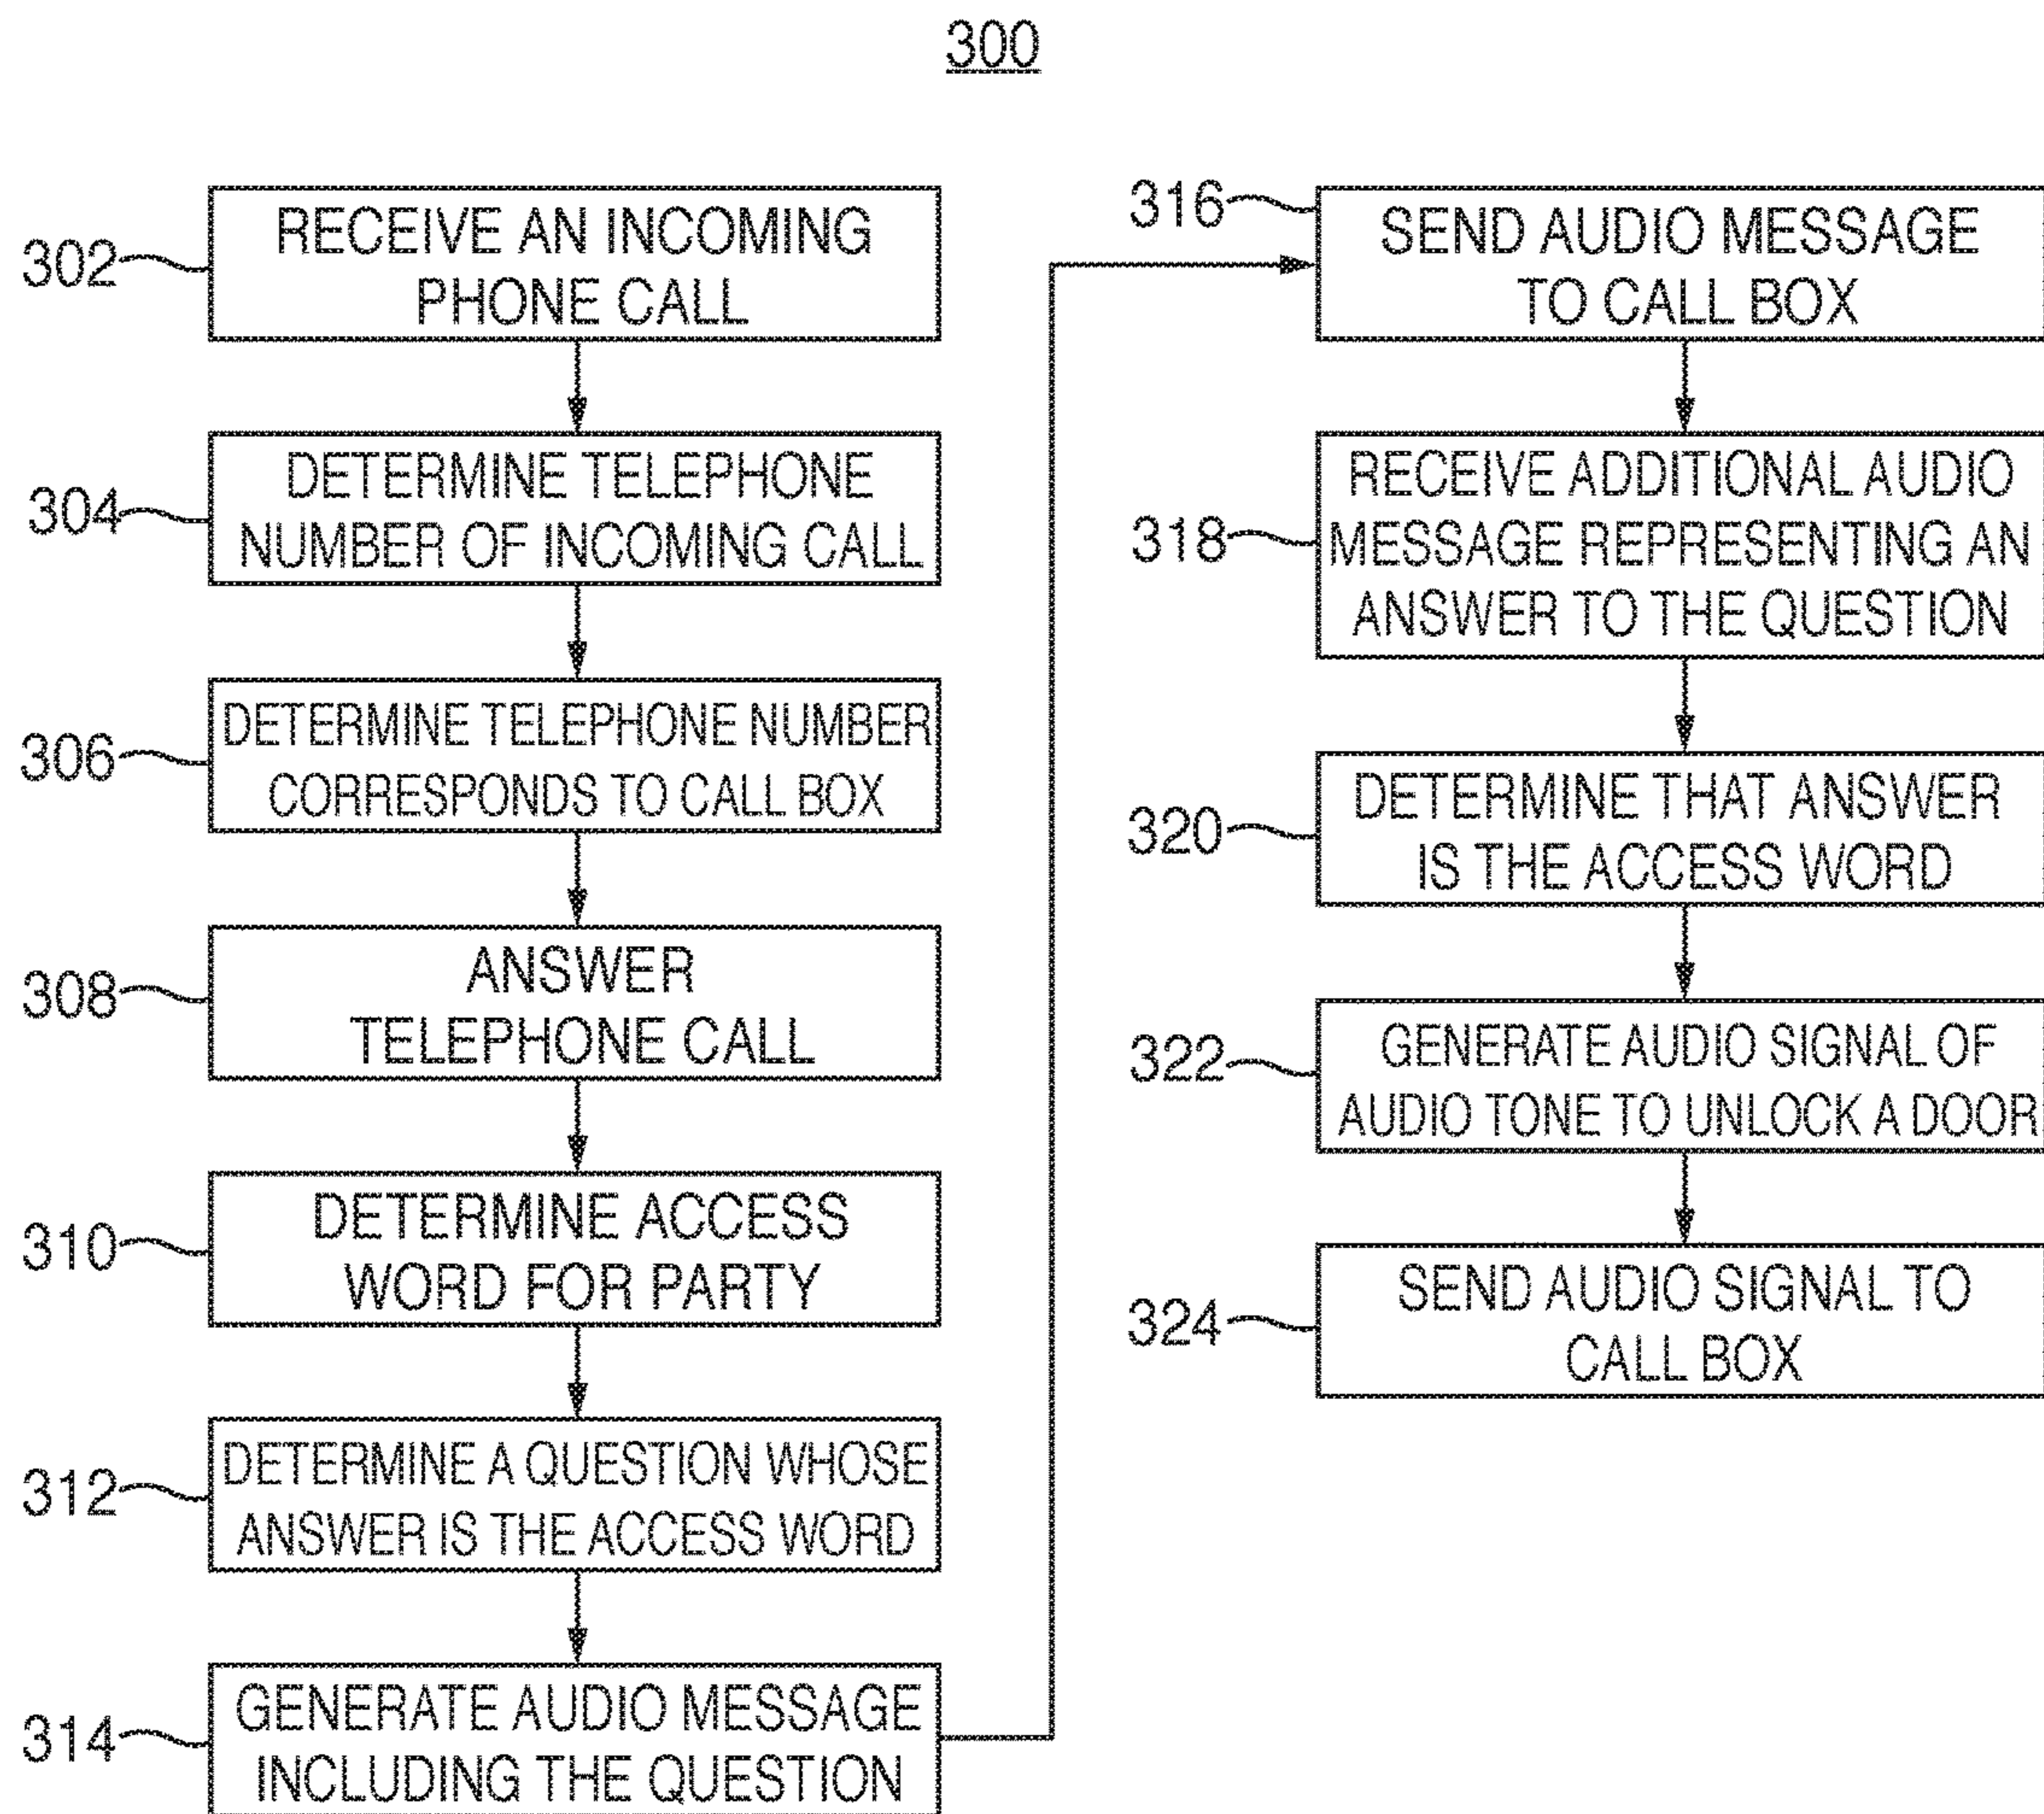 300
302
RECEIVE AN INCOMING
PHONE CALL
304
DETERMINE TELEPHONE
NUMBER OF INCOMING CALL
306
DETERMINE TELEPHONE NUMBER
CORRESPONDS TO CALL BOX
308
ANSWER
TELEPHONE CALL
310
DETERMINE ACCESS
WORD FOR PARTY
312
DETERMINE A QUESTION WHOSE
ANSWER IS THE ACCESS WORD
314
GENERATE AUDIO MESSAGE
INCLUDING THE QUESTION
316
SEND AUDIO MESSAGE
TO CALL BOX
318
RECEIVE ADDITIONAL AUDIO
MESSAGE REPRESENTING AN
ANSWER TO THE QUESTION
320
DETERMINE THAT ANSWER
IS THE ACCESS WORD
322
GENERATE AUDIO SIGNAL OF
AUDIO TONE TO UNLOCK A DOOR
324
SEND AUDIO SIGNAL TO
CALL BOX